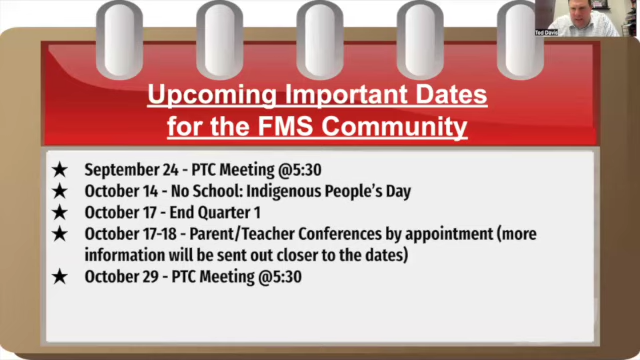 Ted Davis
Upcoming Important Dates
for the FMS Community
★ September 24 - PTC Meeting @5:30
★ October 14 - No School: Indigenous People's Day
★ October 17 - End Quarter 1
★ October 17-18 - Parent/Teacher Conferences by appointment (more
information will be sent out closer to the dates)
★ October 29 - PTC Meeting @5:30